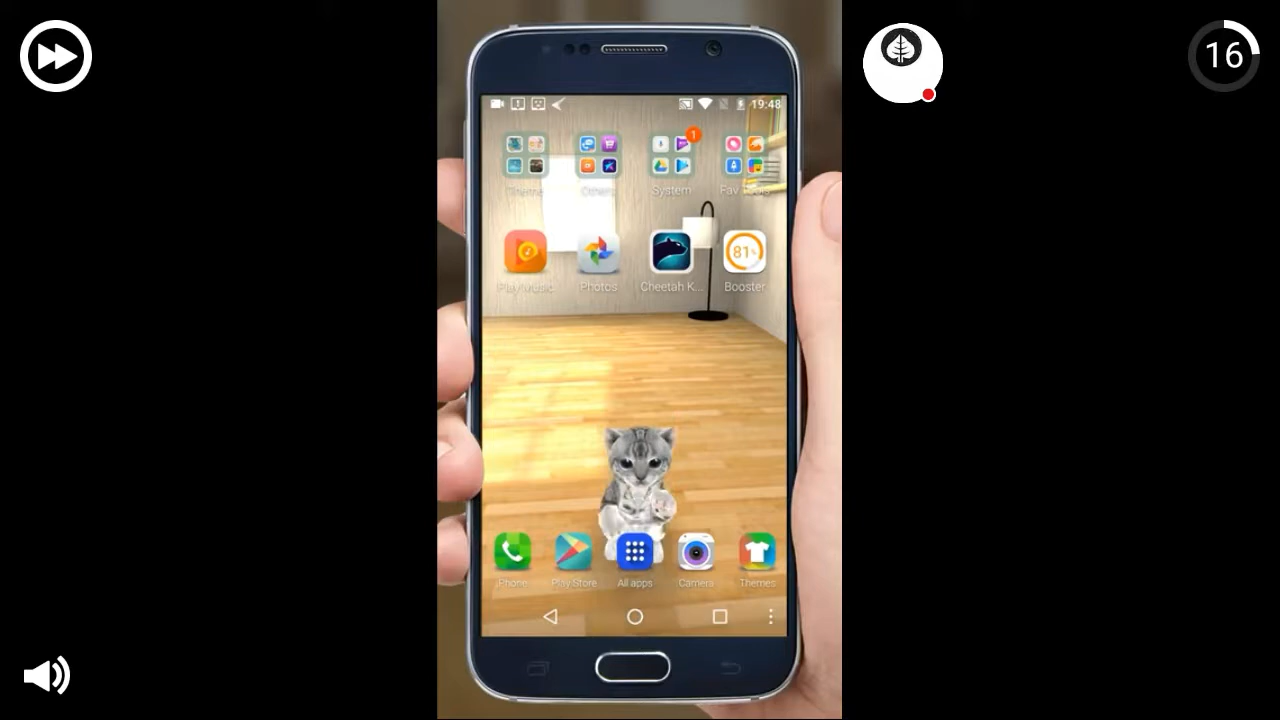 16
19:48
1
Theme Others System Fav Tools
81%
Play Music Photos Cheetah K... Booster
Phone Play Store All apps Camera Themes